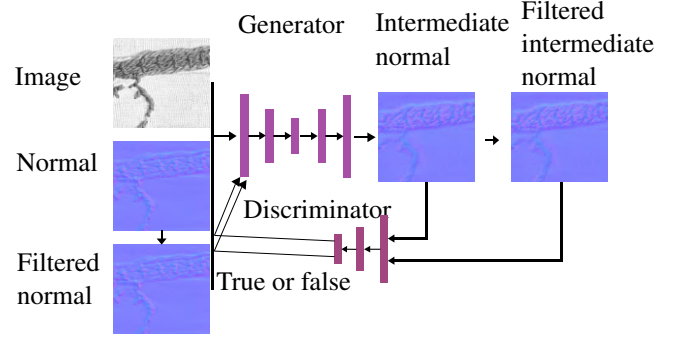 Generator
Intermediate
normal
Filtered
intermediate
normal
Image
Normal
Discriminator
Filtered
normal
True or false